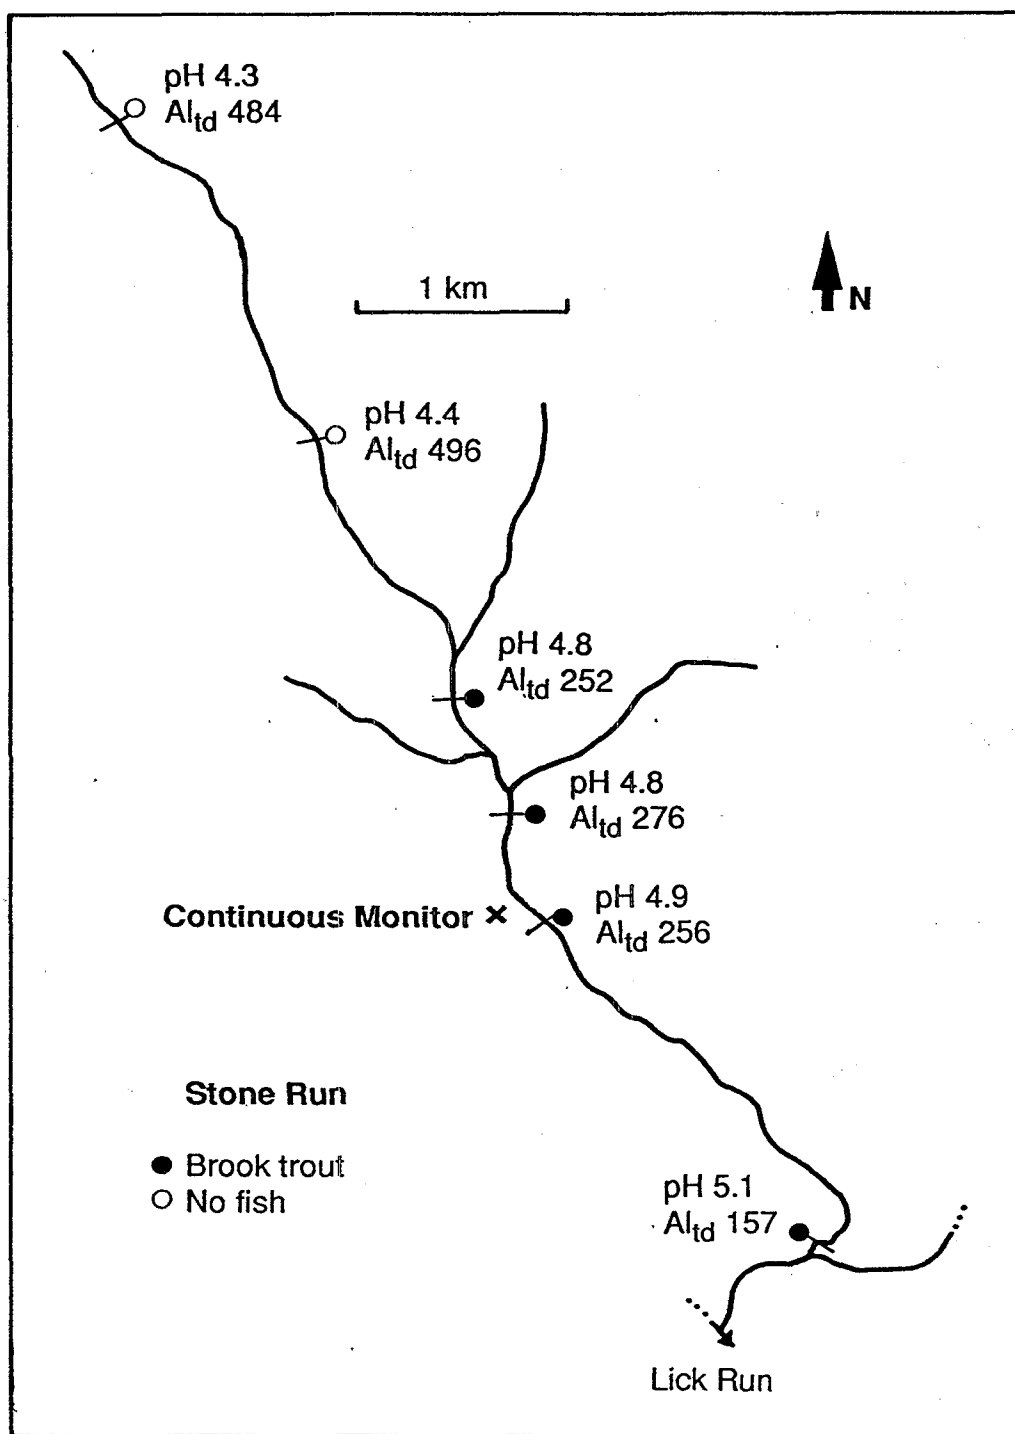 pH 4.3
Altd 484
1 km
N
pH 4.4
Altd 496
pH 4.8
Altd 252
pH 4.8
Altd 276
Continuous Monitor ×
pH 4.9
Altd 256
Stone Run
● Brook trout
○ No fish
pH 5.1
Altd 157
Lick Run